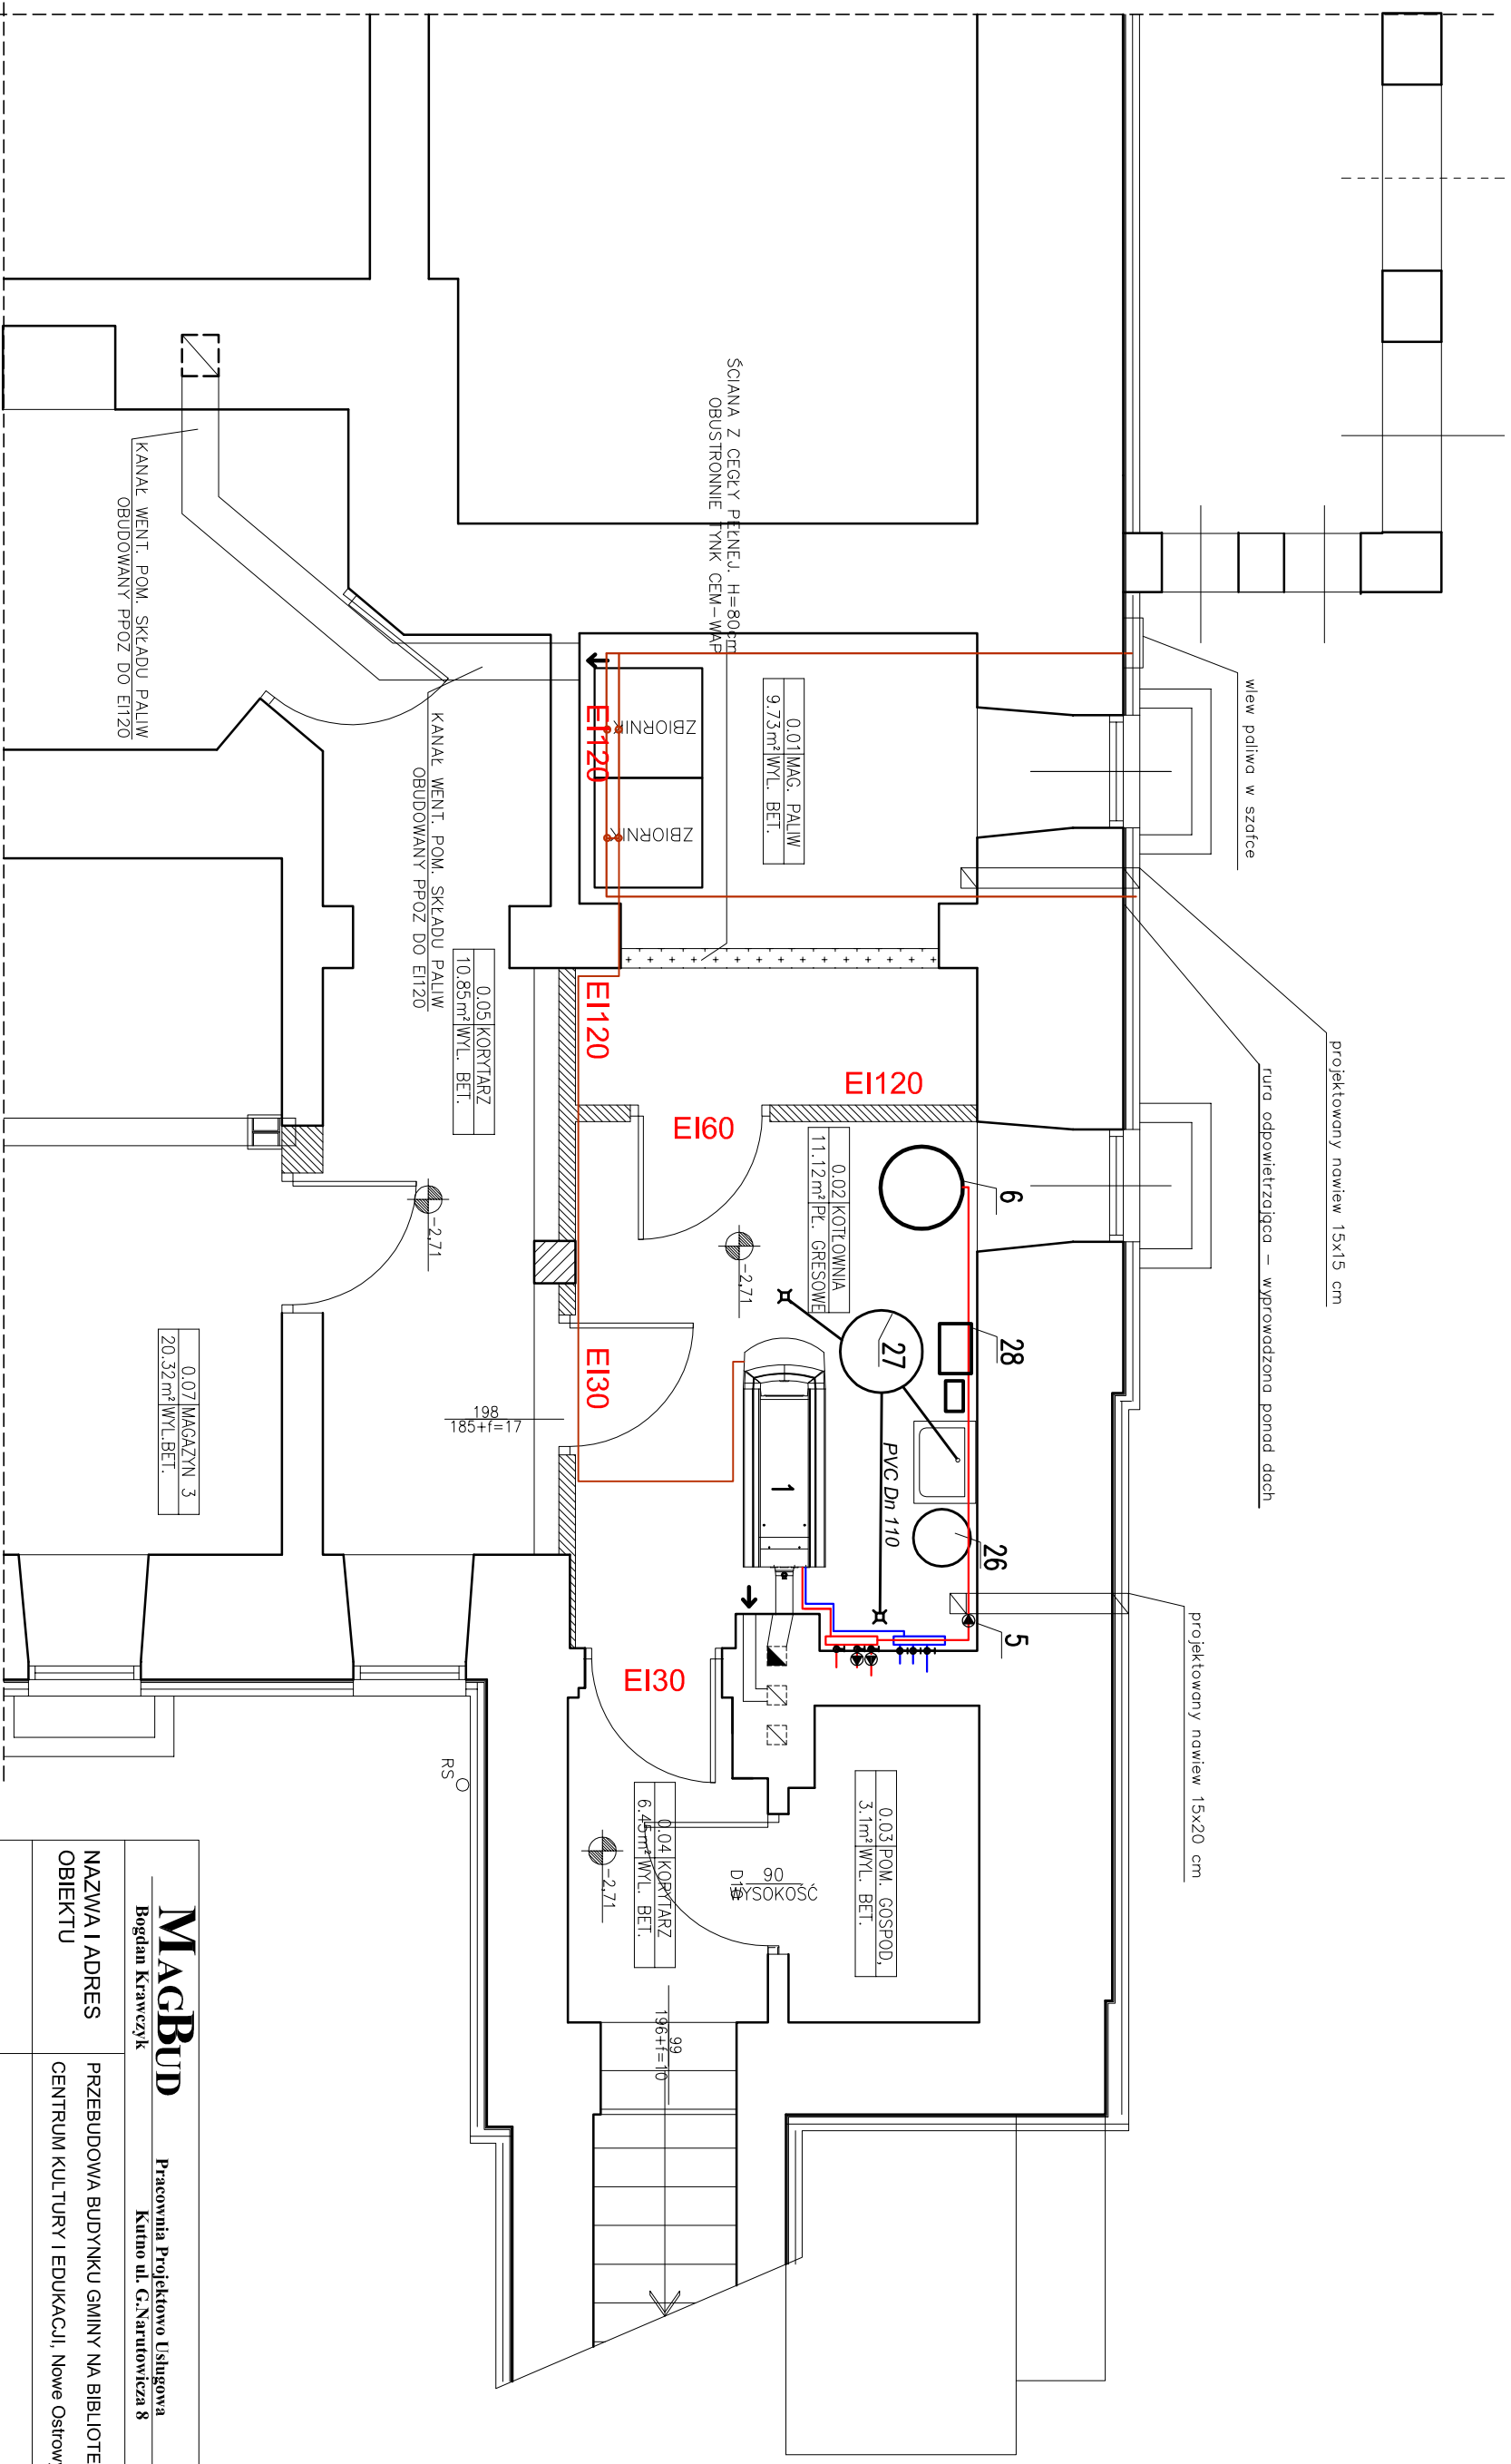 wlew paliwa w szafce
projektowany nawiew 15x15 cm
rura odpowietrzająca – wyprowadzona ponad dach
projektowany nawiew 15x20 cm
ŚCIANA Z CEGŁY PEŁNEJ. H=80cm
OBUSTRONNIE TYNK CEM-WAP
KANAŁ WENT. POM. SKŁADU PALIW
OBUDOWANY PPOŻ DO EI120
KANAŁ WENT. POM. SKŁADU PALIW
OBUDOWANY PPOŻ DO EI120
ZBIORNIK
ZBIORNIK
0.01 MAG. PALIW
9.73m² WYL. BET.
EI120
EI120
EI120
EI60
EI30
EI30
0.02 KOTŁOWNIA
11.12m² PŁ. GRESOWE
0.05 KORYTARZ
10.85m² WYL. BET.
-2,71
-2,71
-2,71
6
28
27
26
5
1
PVC Dn 110
198
185+f=17
0.07 MAGAZYN 3
20.32m² WYL.BET.
0.03 POM. GOSPOD,
3.1m² WYL. BET.
0.04 KORYTARZ
6.45m² WYL. BET.
90
WYSOKOŚĆ
99
196+f=10
RS
MAGBUD
Pracownia Projektowo Usługowa
Bogdan Krawczyk
Kutno ul. G.Narutowicza 8
NAZWA I ADRES
OBIEKTU
PRZEBUDOWA BUDYNKU GMINY NA BIBLIOTE
CENTRUM KULTURY I EDUKACJI, Nowe Ostrowy